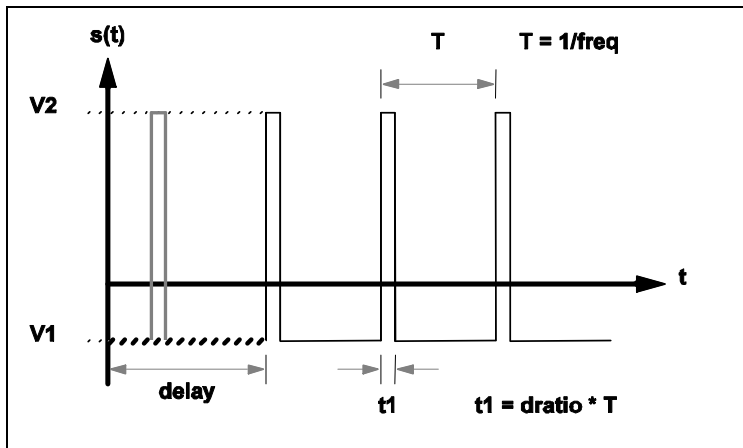 s(t)
T
T = 1/freq
V2
t
V1
delay
t1
t1 = dratio * T